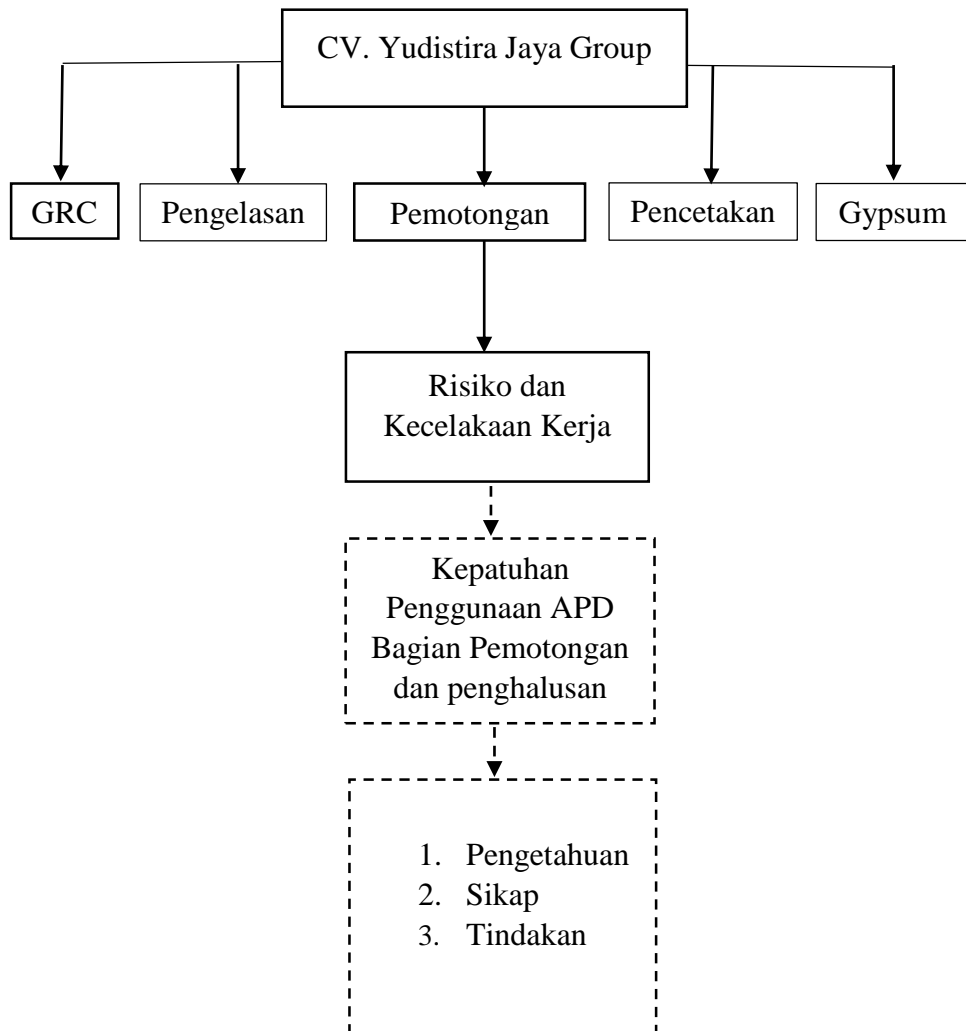 CV. Yudistira Jaya Group
GRC
Pengelasan
Pemotongan
Pencetakan
Gypsum
Risiko dan
Kecelakaan Kerja
Kepatuhan
Penggunaan APD
Bagian Pemotongan
dan penghalusan
1. Pengetahuan
2. Sikap
3. Tindakan